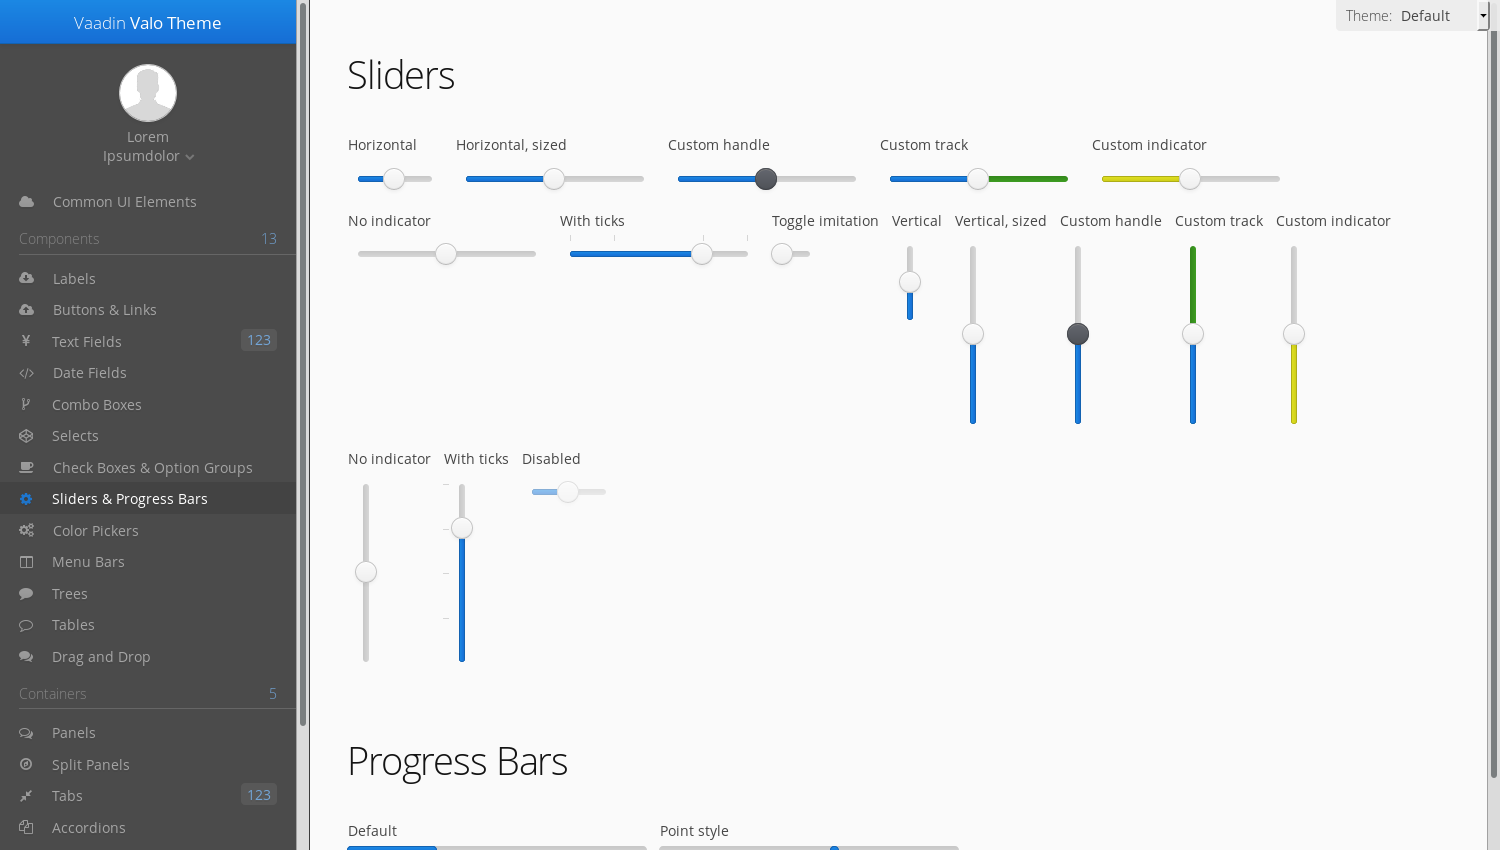 Vaadin Valo Theme
Lorem
Ipsumdolor
Common UI Elements
Components 13
Labels
Buttons & Links
Text Fields 123
Date Fields
Combo Boxes
Selects
Check Boxes & Option Groups
Sliders & Progress Bars
Color Pickers
Menu Bars
Trees
Tables
Drag and Drop
Containers 5
Panels
Split Panels
Tabs 123
Accordions
Theme: Default
Sliders
Horizontal Horizontal, sized Custom handle Custom track Custom indicator
No indicator With ticks Toggle imitation Vertical Vertical, sized Custom handle Custom track Custom indicator
No indicator With ticks Disabled
Progress Bars
Default Point style